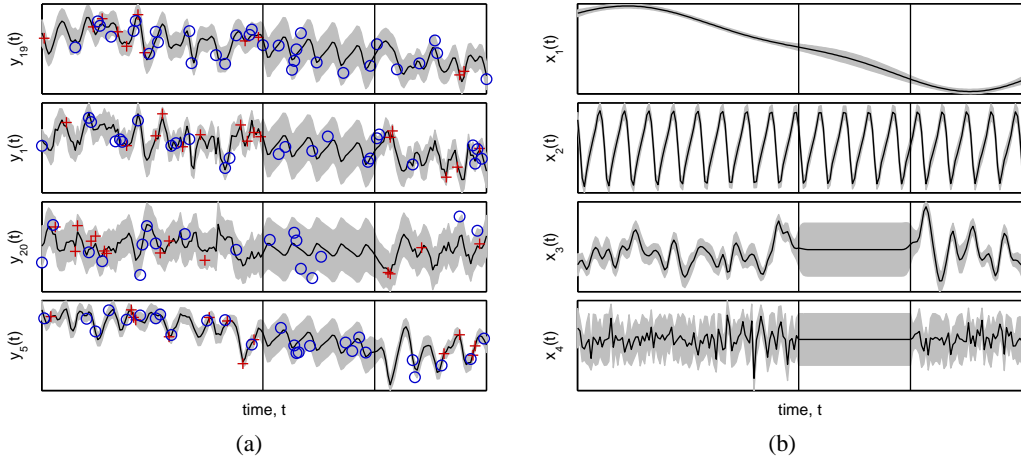 y19(t)
y1(t)
y20(t)
y5(t)
time, t
(a)
x1(t)
x2(t)
x3(t)
x4(t)
time, t
(b)